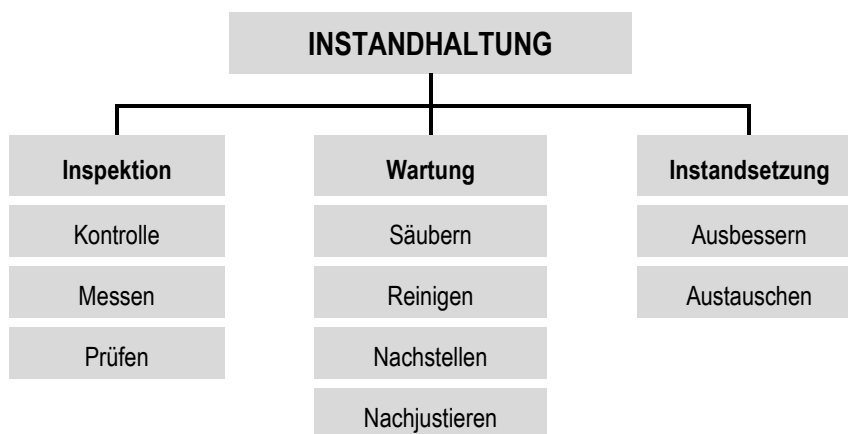 INSTANDHALTUNG
Inspektion
Kontrolle
Messen
Prüfen
Wartung
Säubern
Reinigen
Nachstellen
Nachjustieren
Instandsetzung
Ausbessern
Austauschen